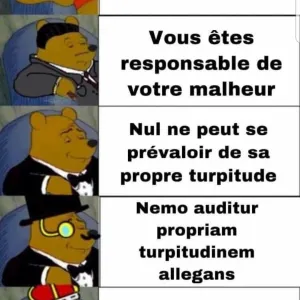 Vous êtes
responsable de
votre malheur
Nul ne peut se
prévaloir de sa
propre turpitude
Nemo auditur
propriam
turpitudinem
allegans